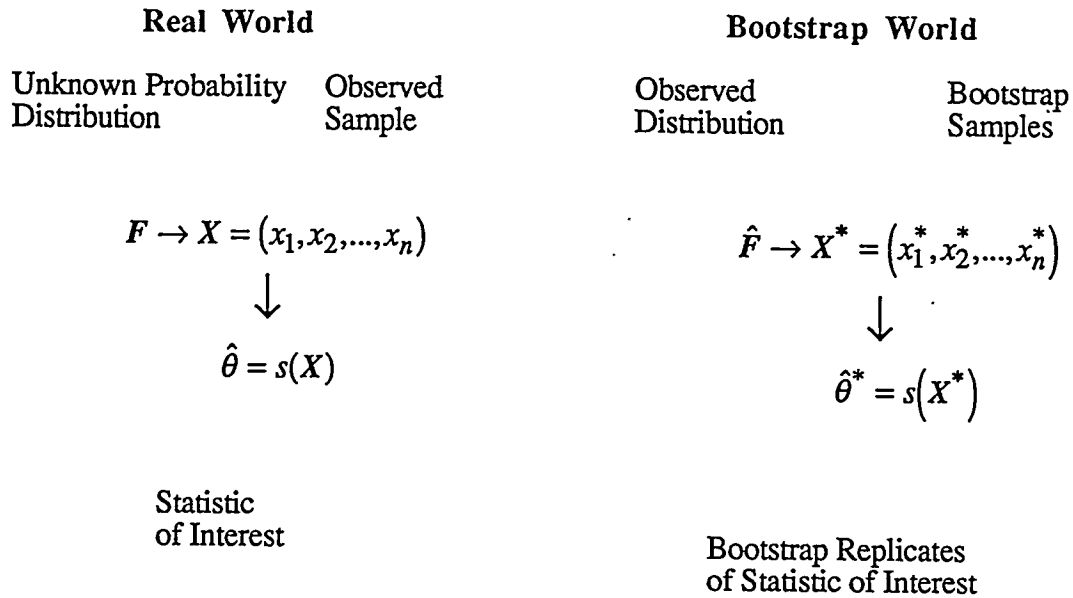 Real World
Unknown Probability Distribution
Observed Sample
F → X = (x₁, x₂, ..., xₙ)
↓
θ̂ = s(X)
Statistic
of Interest
Bootstrap World
Observed Distribution
Bootstrap Samples
F̂ → X* = (x₁*, x₂*, ..., xₙ*)
↓
θ̂* = s(X*)
Bootstrap Replicates
of Statistic of Interest